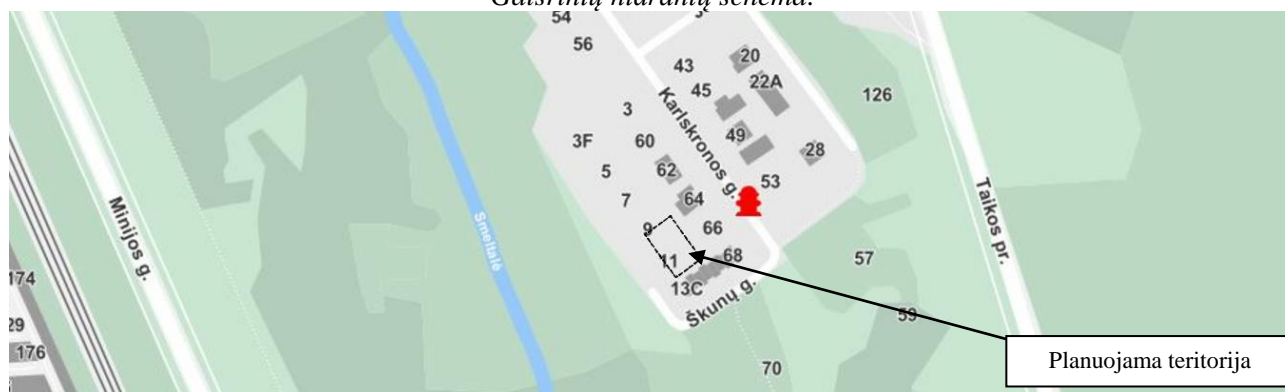 Gaisrinių hidrantų schema:
54
56
43
20
45
22A
126
3
Karlskronos g.
3F
60
49
28
5
62
53
7
64
Taikos pr.
Minijos g.
Smeltalė
9
66
11
68
57
174
13C
Škunų g.
29
59
176
70
Planuojama teritorija